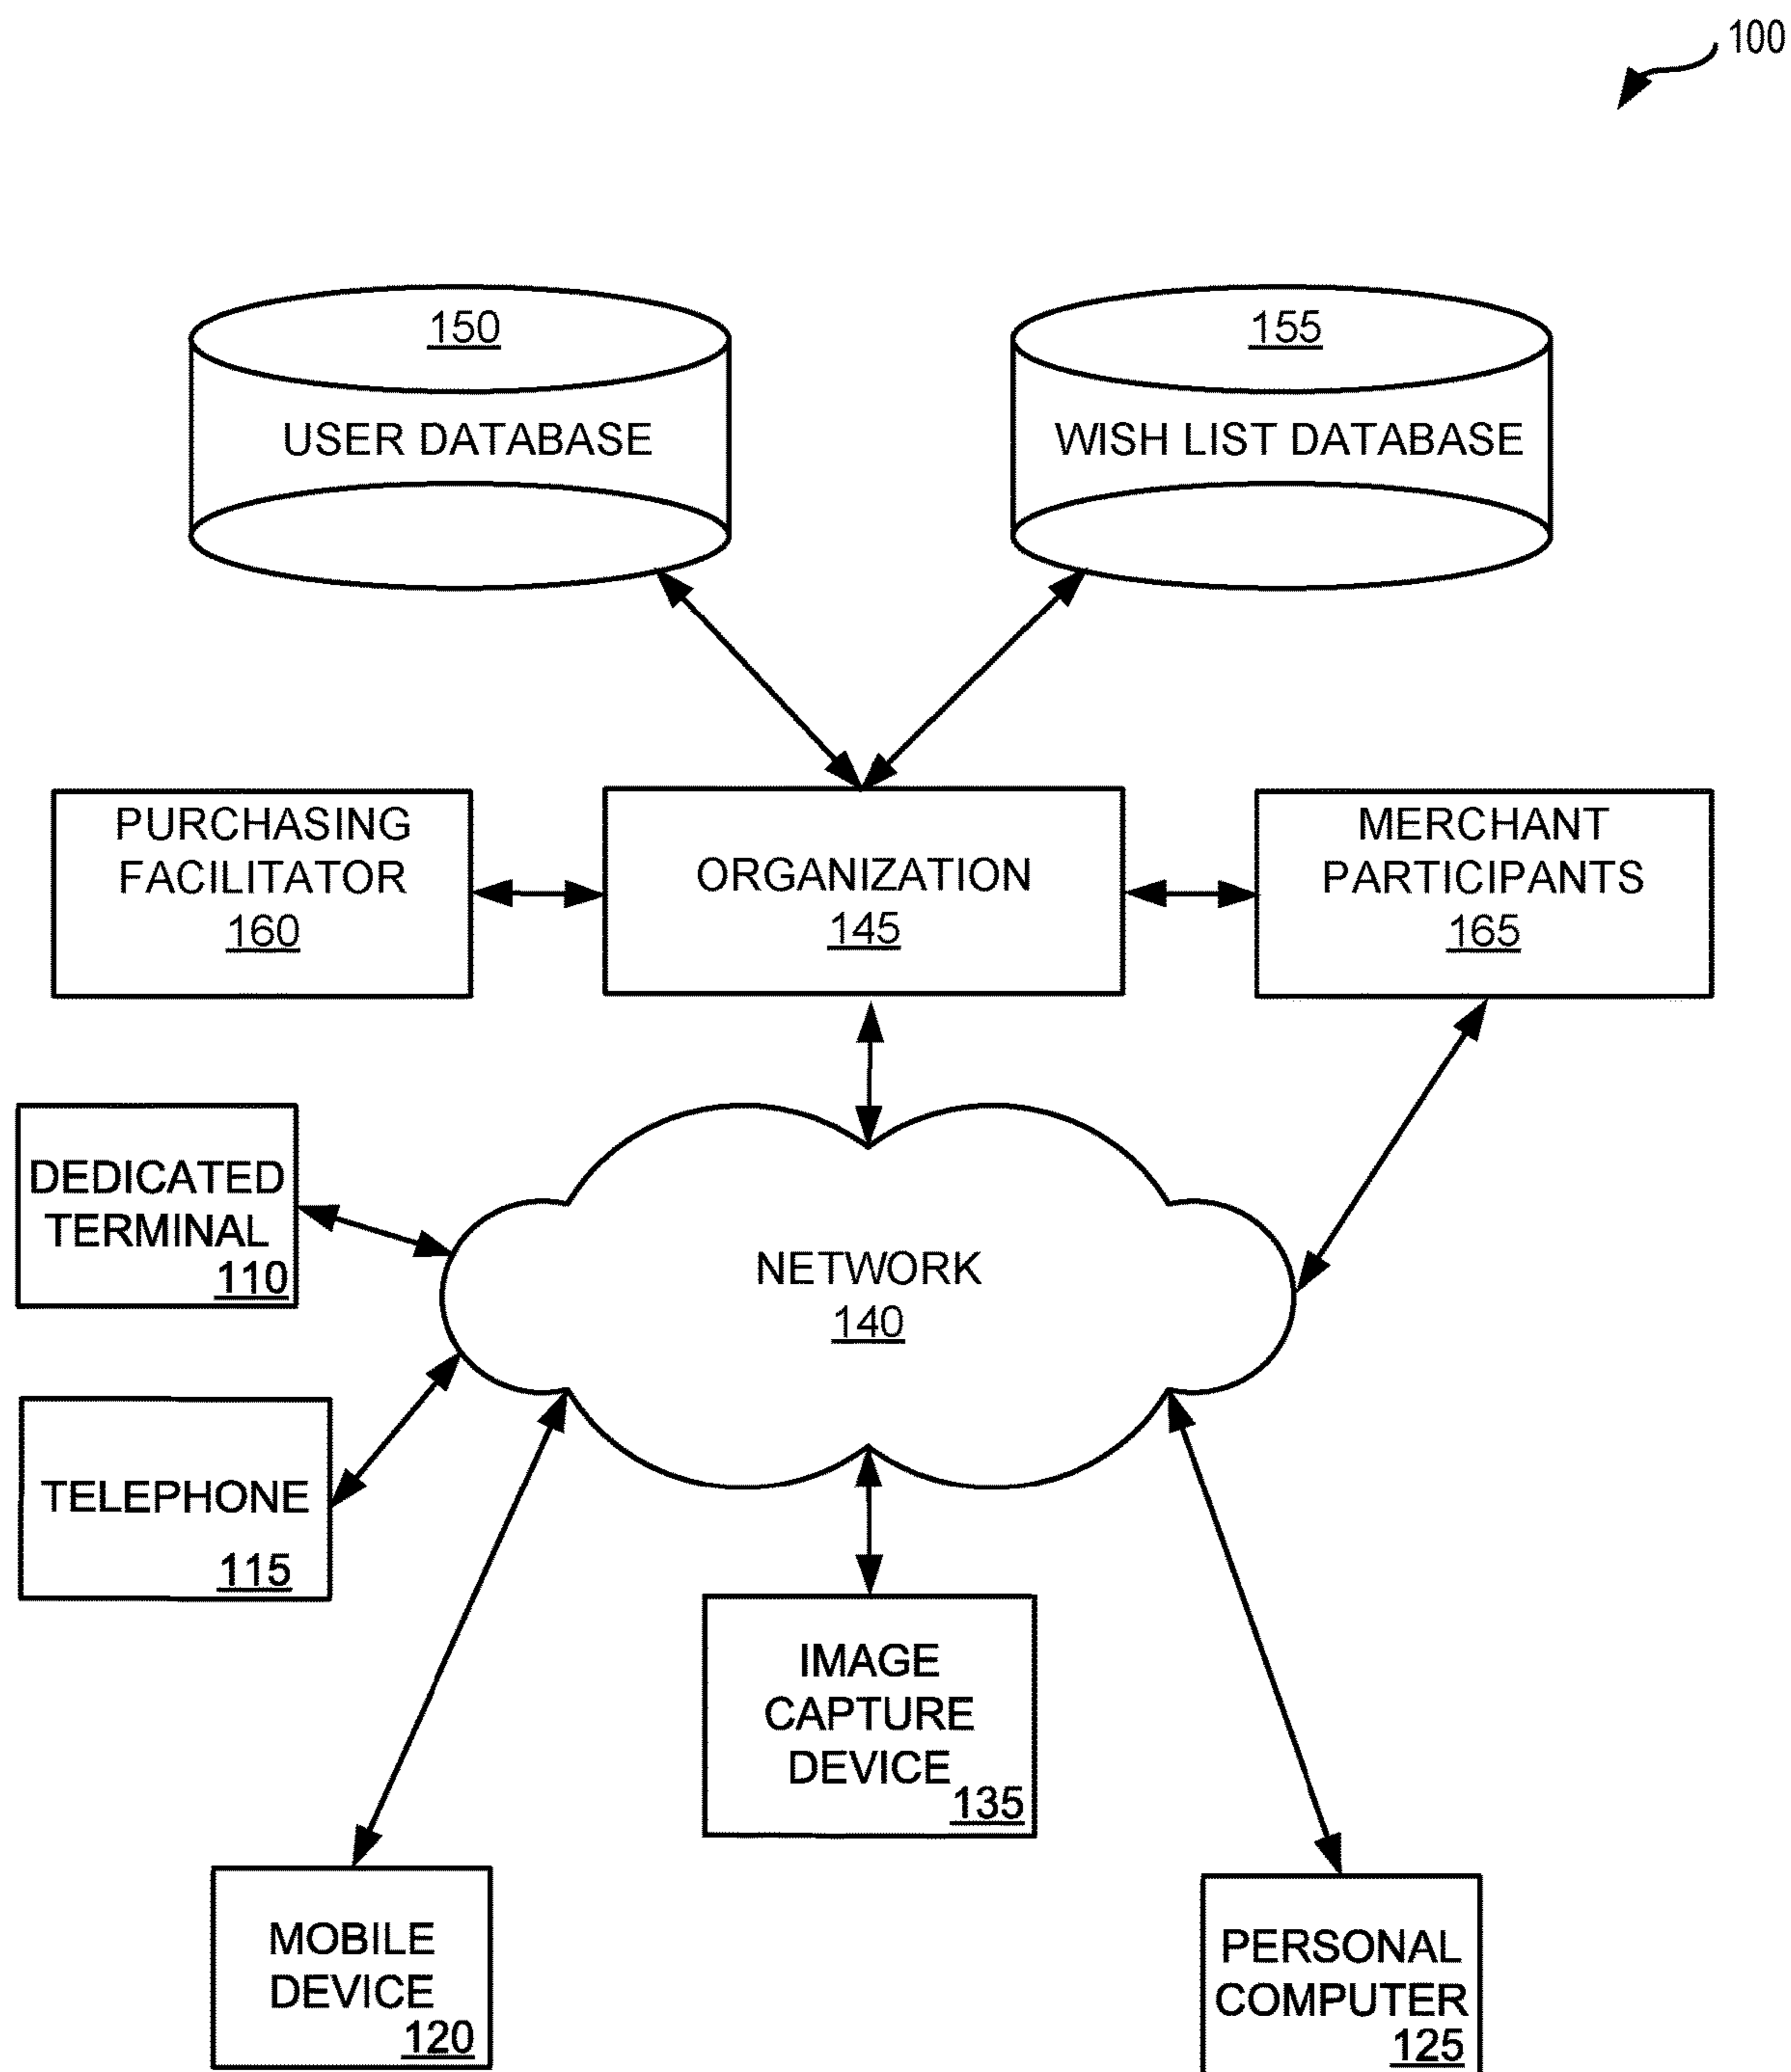 100
150
USER DATABASE
155
WISH LIST DATABASE
PURCHASING
FACILITATOR
160
ORGANIZATION
145
MERCHANT
PARTICIPANTS
165
DEDICATED
TERMINAL
110
NETWORK
140
TELEPHONE
115
IMAGE
CAPTURE
DEVICE
135
MOBILE
DEVICE
120
PERSONAL
COMPUTER
125